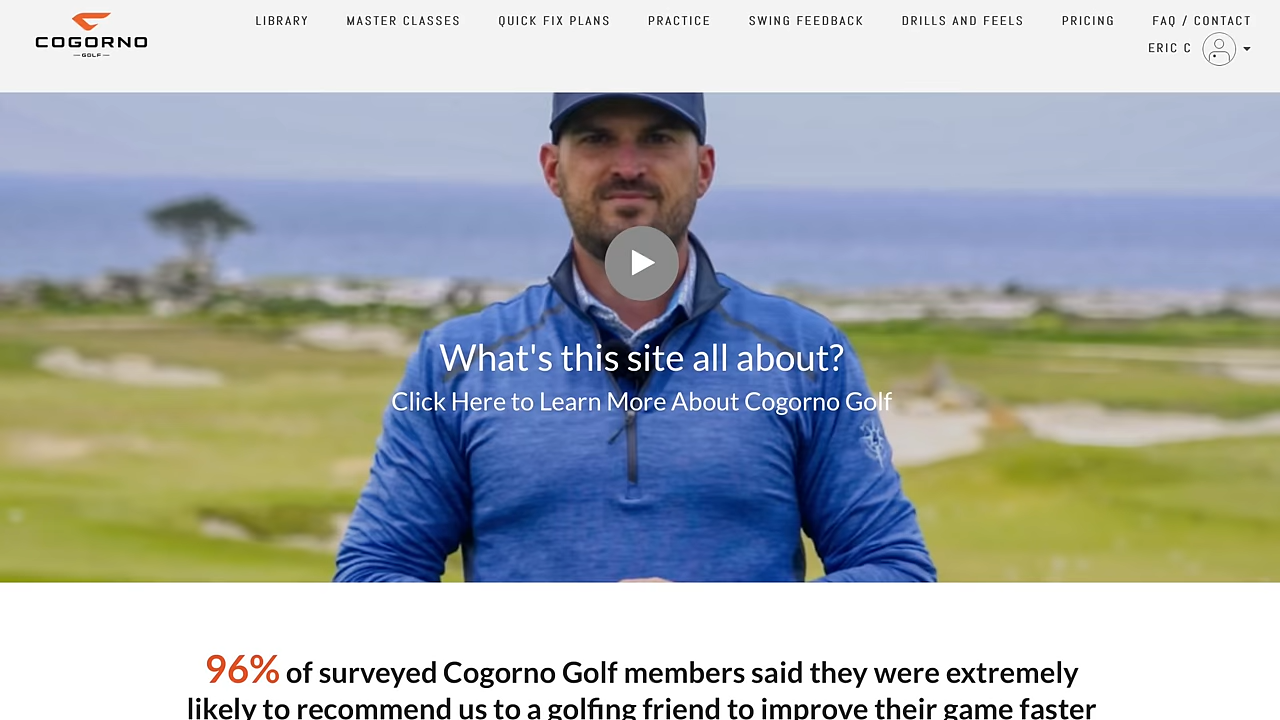 COGORNO
GOLF
LIBRARY MASTER CLASSES QUICK FIX PLANS PRACTICE SWING FEEDBACK DRILLS AND FEELS PRICING FAQ / CONTACT
ERIC C
What's this site all about?
Click Here to Learn More About Cogorno Golf
96% of surveyed Cogorno Golf members said they were extremely
likely to recommend us to a golfing friend to improve their game faster